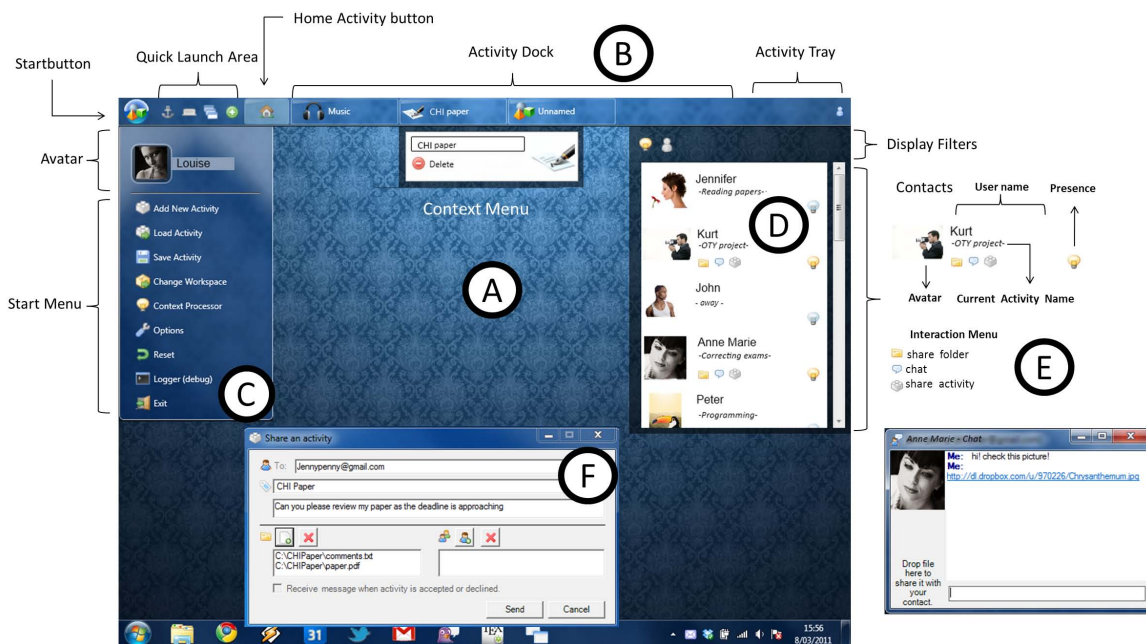 Home Activity button
Quick Launch Area
Activity Dock
B
Activity Tray
Startbutton
Music
CHI paper
Unnamed
Avatar
Louise
CHI paper
Delete
Context Menu
Display Filters
Start Menu
Add New Activity
Load Activity
Save Activity
Change Workspace
Context Processor
Options
Reset
Logger (debug)
Exit
C
A
Jennifer
-Reading papers-
D
Kurt
-OTY project-
John
- away -
Anne Marie
-Correcting exams-
Peter
-Programming-
Contacts
User name
Presence
Kurt
-OTY project-
Avatar
Current Activity Name
Interaction Menu
share folder
chat
share activity
E
Share an activity
F
To:
Jennypenny@gmail.com
CHI Paper
Can you please review my paper as the deadline is approaching
C:\CHIPaper\comments.txt
C:\CHIPaper\paper.pdf
Receive message when activity is accepted or declined.
Send
Cancel
Anne Marie - Chat
Me: hi! check this picture!
Me:
http://dl.dropbox.com/u/970226/Chrysanthemum.jpg
Drop file
here to
share it with
your
contact.
31
TEX
15:56
8/03/2011